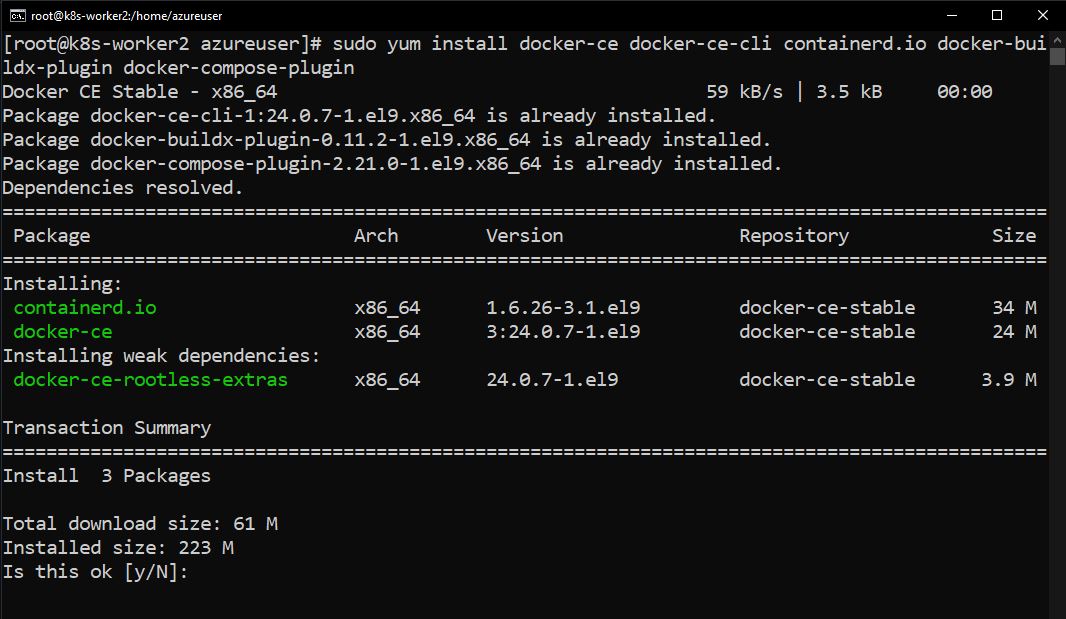 root@k8s-worker2:/home/azureuser
[root@k8s-worker2 azureuser]# sudo yum install docker-ce docker-ce-cli containerd.io docker-bui
ldx-plugin docker-compose-plugin
Docker CE Stable - x86_64                                       59 kB/s | 3.5 kB     00:00
Package docker-ce-cli-1:24.0.7-1.el9.x86_64 is already installed.
Package docker-buildx-plugin-0.11.2-1.el9.x86_64 is already installed.
Package docker-compose-plugin-2.21.0-1.el9.x86_64 is already installed.
Dependencies resolved.
===============================================================================================
 Package                        Arch        Version                Repository             Size
===============================================================================================
Installing:
 containerd.io                  x86_64      1.6.26-3.1.el9         docker-ce-stable       34 M
 docker-ce                      x86_64      3:24.0.7-1.el9         docker-ce-stable       24 M
Installing weak dependencies:
 docker-ce-rootless-extras      x86_64      24.0.7-1.el9           docker-ce-stable      3.9 M
Transaction Summary
===============================================================================================
Install  3 Packages
Total download size: 61 M
Installed size: 223 M
Is this ok [y/N]: